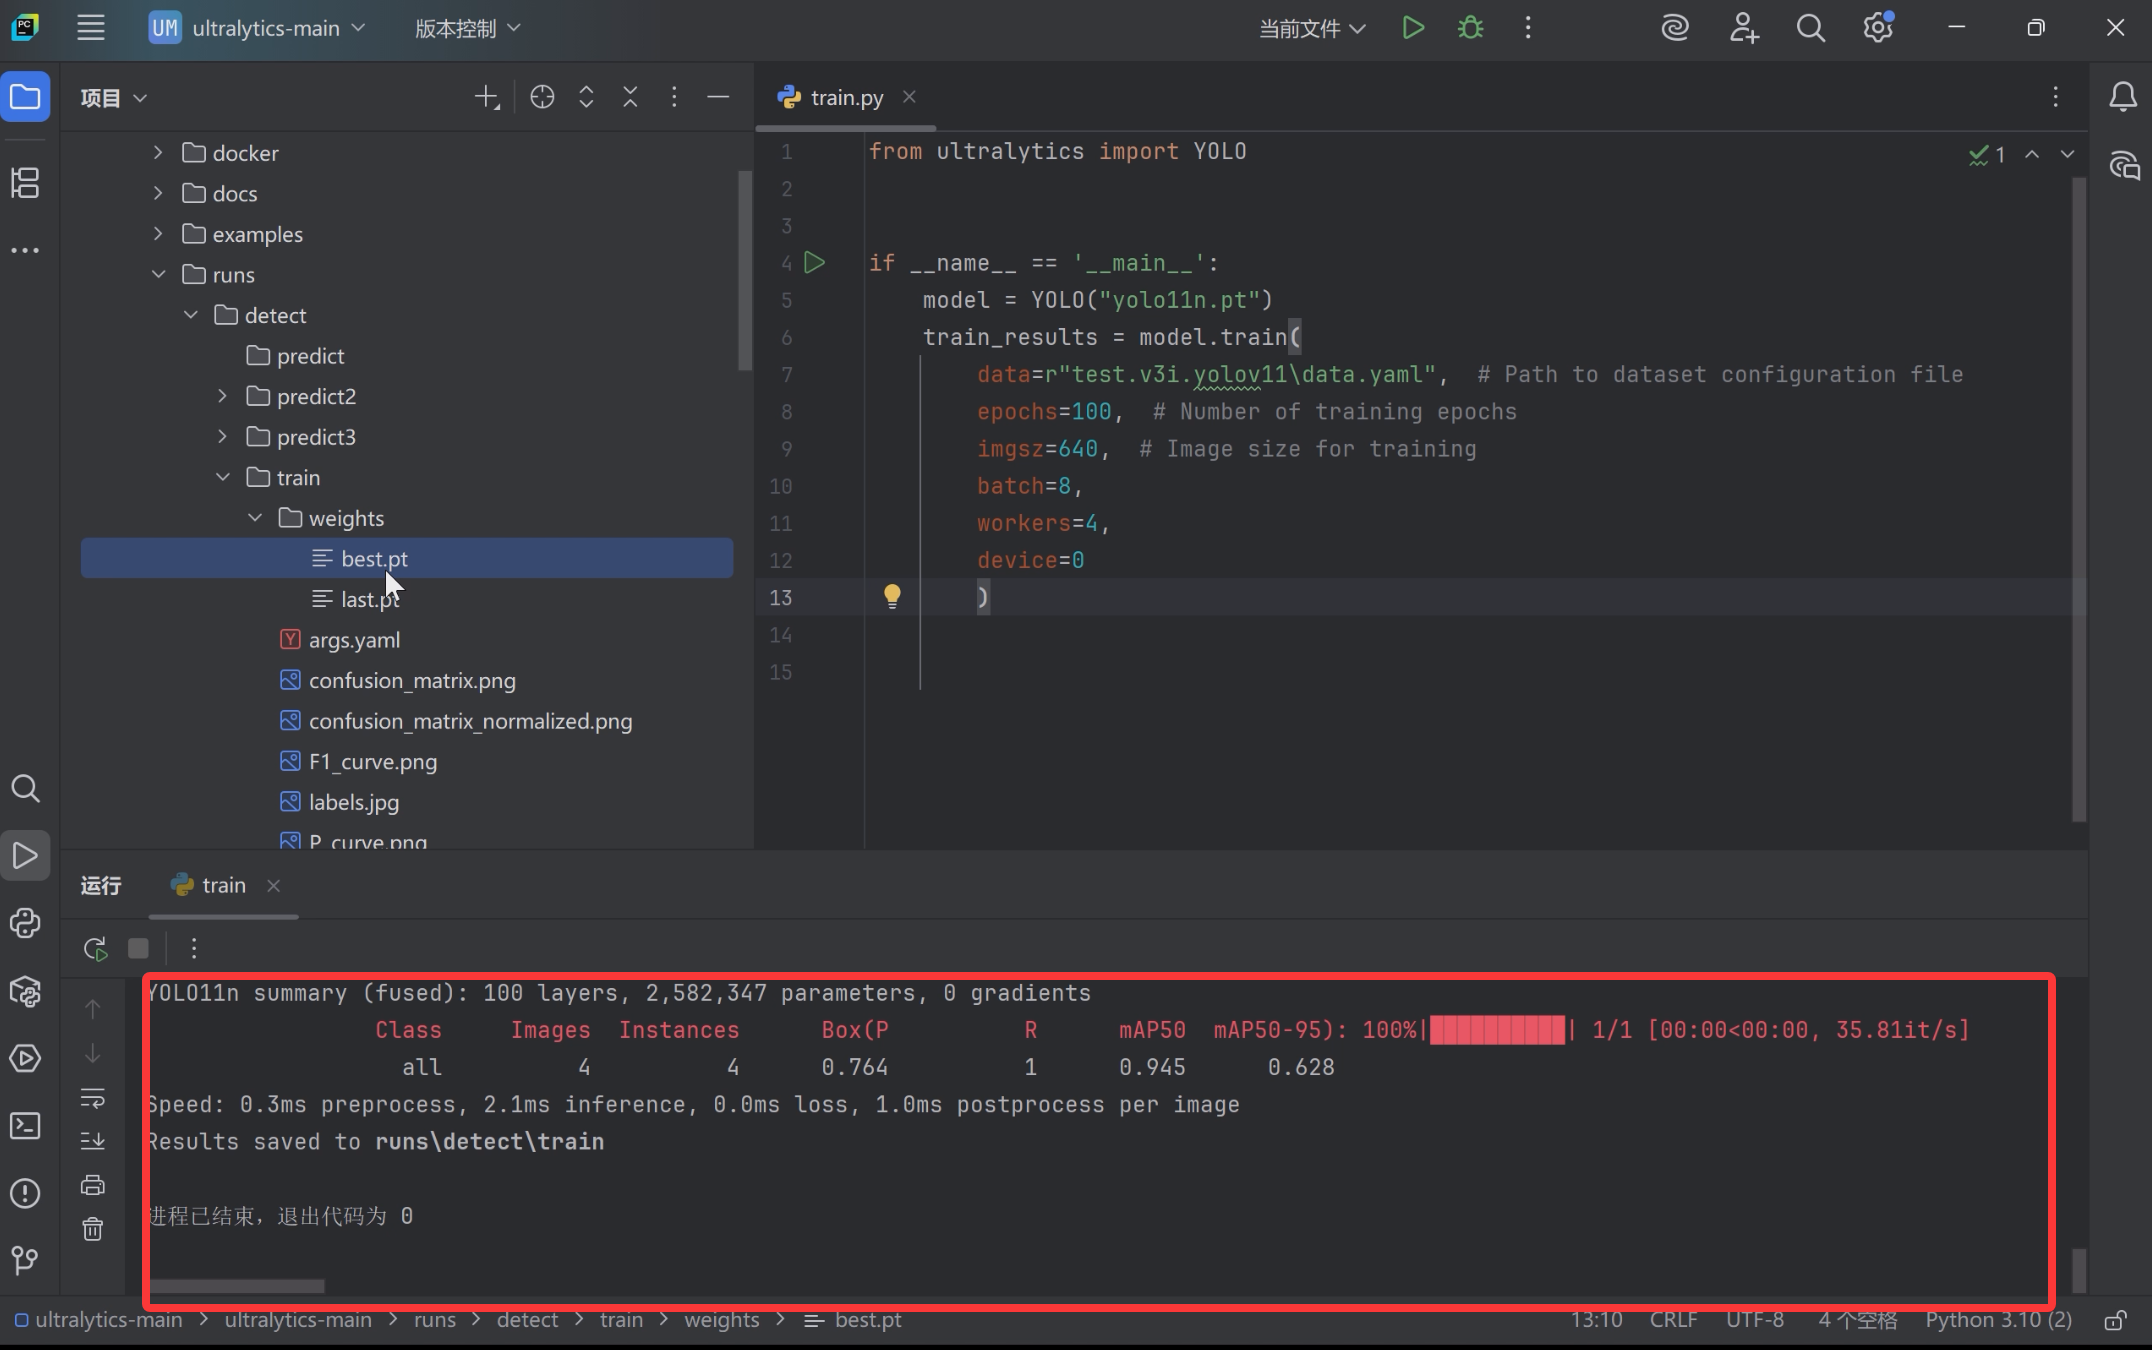 PC
UM ultralytics-main 版本控制 当前文件
项目 train.py
docker
docs
examples
runs
detect
predict
predict2
predict3
train
weights
best.pt
last.pt
args.yaml
confusion_matrix.png
confusion_matrix_normalized.png
F1_curve.png
labels.jpg
P_curve.png
1 from ultralytics import YOLO 1
2
3
4 if __name__ == '__main__':
5 model = YOLO("yolo11n.pt")
6 train_results = model.train(
7 data=r"test.v3i.yolov11\data.yaml", # Path to dataset configuration file
8 epochs=100, # Number of training epochs
9 imgsz=640, # Image size for training
10 batch=8,
11 workers=4,
12 device=0
13 )
14
15
运行 train
YOLO11n summary (fused): 100 layers, 2,582,347 parameters, 0 gradients
Class Images Instances Box(P R mAP50 mAP50-95): 100%|██████████| 1/1 [00:00<00:00, 35.81it/s]
all 4 4 0.764 1 0.945 0.628
Speed: 0.3ms preprocess, 2.1ms inference, 0.0ms loss, 1.0ms postprocess per image
Results saved to runs\detect\train
进程已结束，退出代码为 0
ultralytics-main > ultralytics-main > runs > detect > train > weights > best.pt 13:10 CRLF UTF-8 4 个空格 Python 3.10 (2)